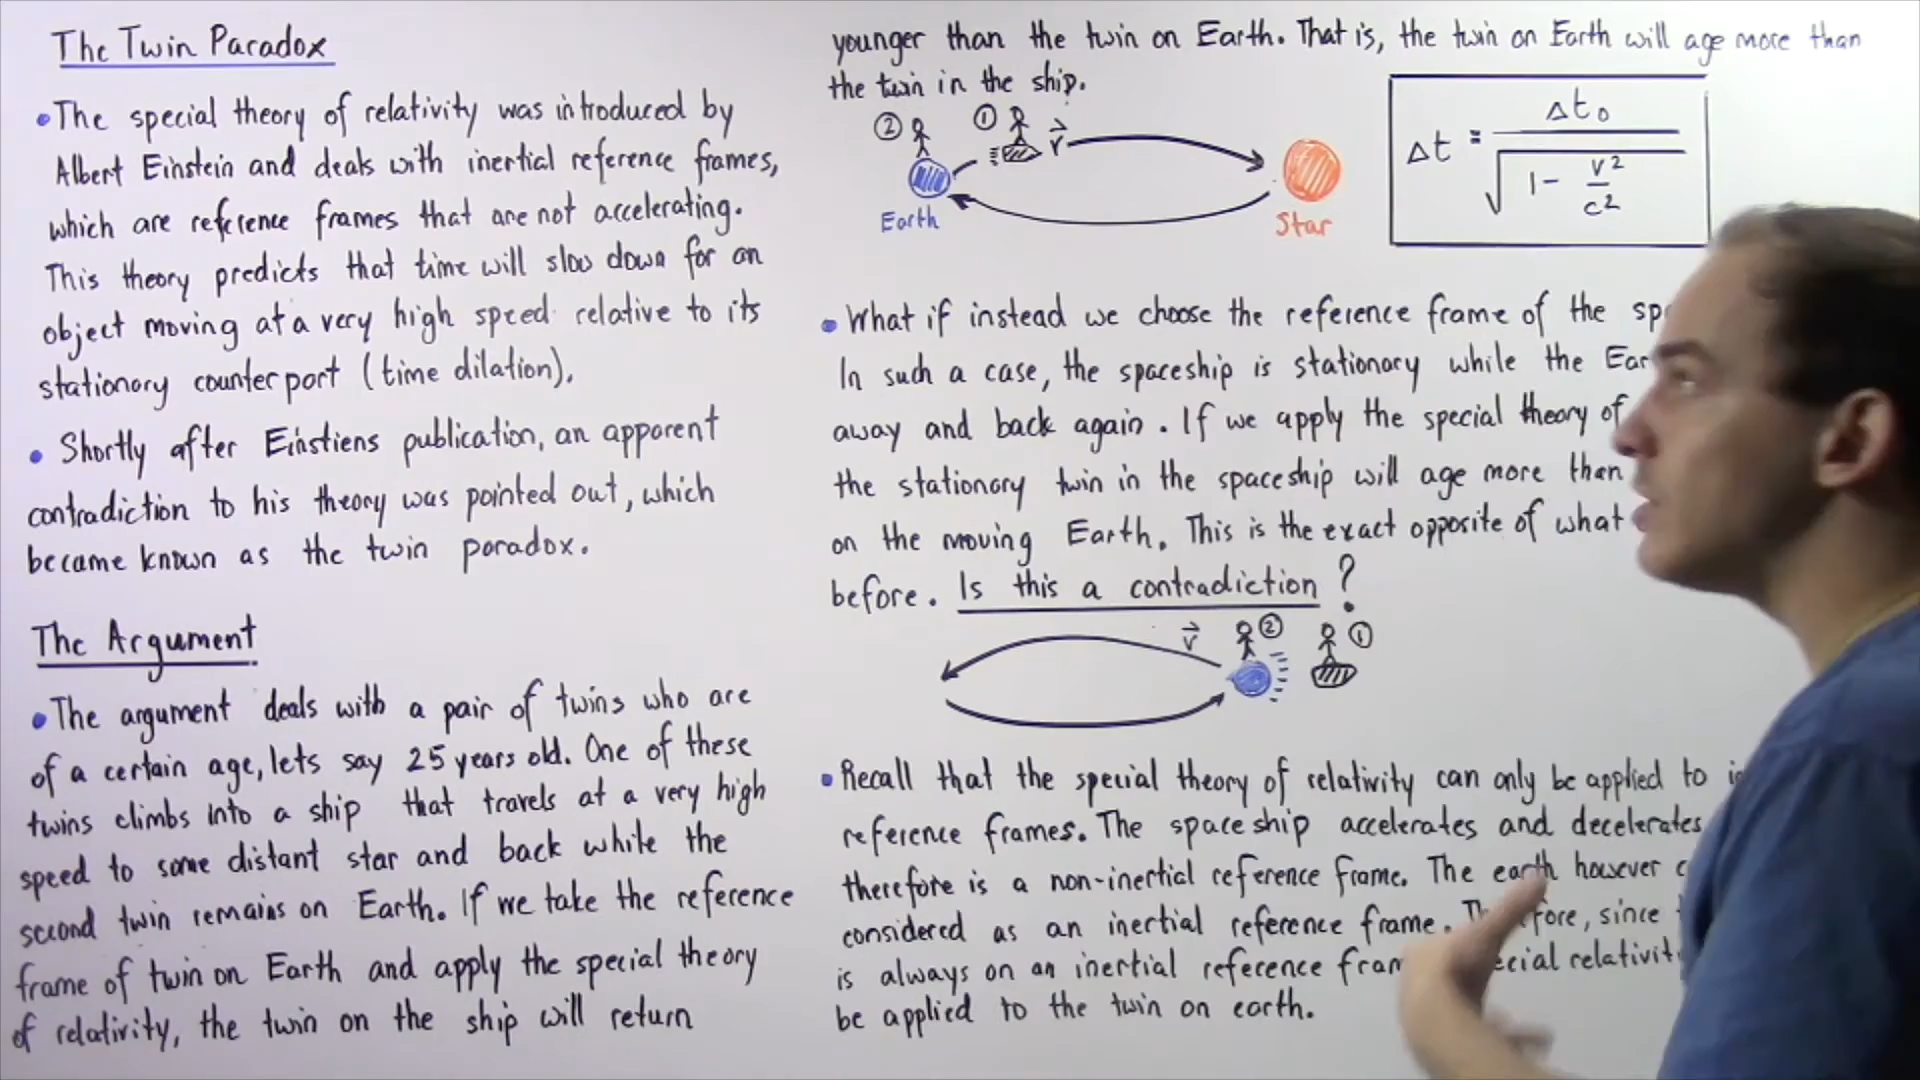 The Twin Paradox
• The special theory of relativity was introduced by
Albert Einstein and deals with inertial reference frames,
which are reference frames that are not accelerating.
This theory predicts that time will slow down for an
object moving at a very high speed relative to its
stationary counterpart (time dilation).
• Shortly after Einstiens publication, an apparent
contradiction to his theory was pointed out, which
became known as the twin paradox.
The Argument
• The argument deals with a pair of twins who are
of a certain age, lets say 25 years old. One of these
twins climbs into a ship that travels at a very high
speed to some distant star and back while the
second twin remains on Earth. If we take the reference
frame of twin on Earth and apply the special theory
of relativity, the twin on the ship will return
younger than the twin on Earth. That is, the twin on Earth will age more than
the twin in the ship.
② ① v
Earth
Star
Δt = Δt₀ / √(1 - v²/c²)
• What if instead we choose the reference frame of the
In such a case, the spaceship is stationary while the
away and back again. If we apply the special theory of
the stationary twin in the spaceship will age more than
on the moving Earth. This is the exact opposite of what
before. Is this a contradiction?
v ② ①
• Recall that the special theory of relativity can only be applied to
reference frames. The spaceship accelerates and decelerates
therefore is a non-inertial reference frame. The earth however
considered as an inertial reference frame. since
is always on an inertial reference
be applied to the twin on earth.